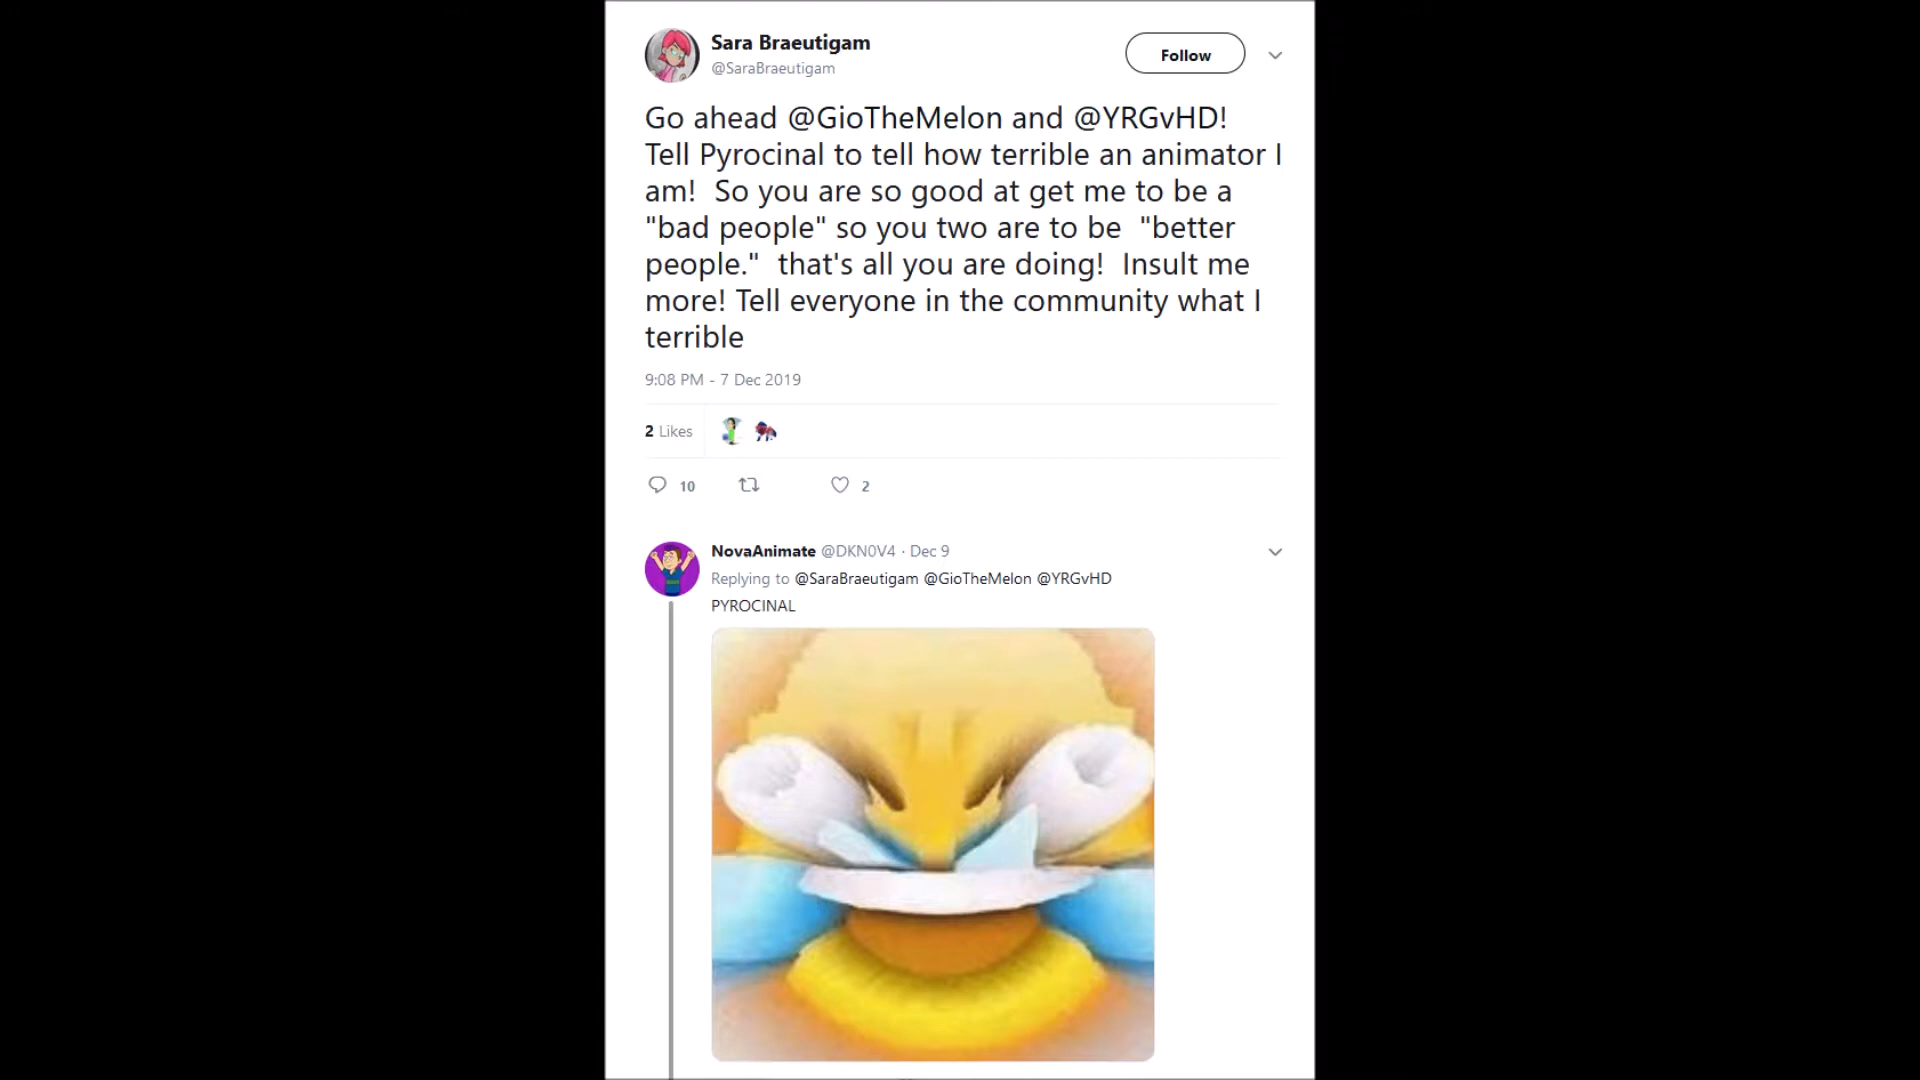 Sara Braeutigam
@SaraBraeutigam
Follow
Go ahead @GioTheMelon and @YRGvHD!
Tell Pyrocinal to tell how terrible an animator I
am!  So you are so good at get me to be a
"bad people" so you two are to be  "better
people."  that's all you are doing!  Insult me
more! Tell everyone in the community what I
terrible
9:08 PM - 7 Dec 2019
2 Likes
10 2
NovaAnimate @DKN0V4 · Dec 9
Replying to @SaraBraeutigam @GioTheMelon @YRGvHD
PYROCINAL